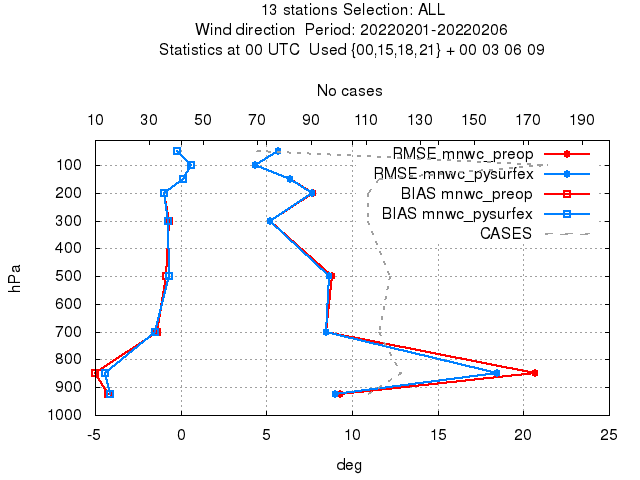 13 stations Selection: ALL
Wind direction  Period: 20220201-20220206
Statistics at 00 UTC  Used {00,15,18,21} + 00 03 06 09
No cases
10 30 50 70 90 110 130 150 170 190
100
200
300
400
500
600
700
800
900
1000
hPa
RMSE mnwc_preop
RMSE mnwc_pysurfex
BIAS mnwc_preop
BIAS mnwc_pysurfex
CASES
-5 0 5 10 15 20 25
deg